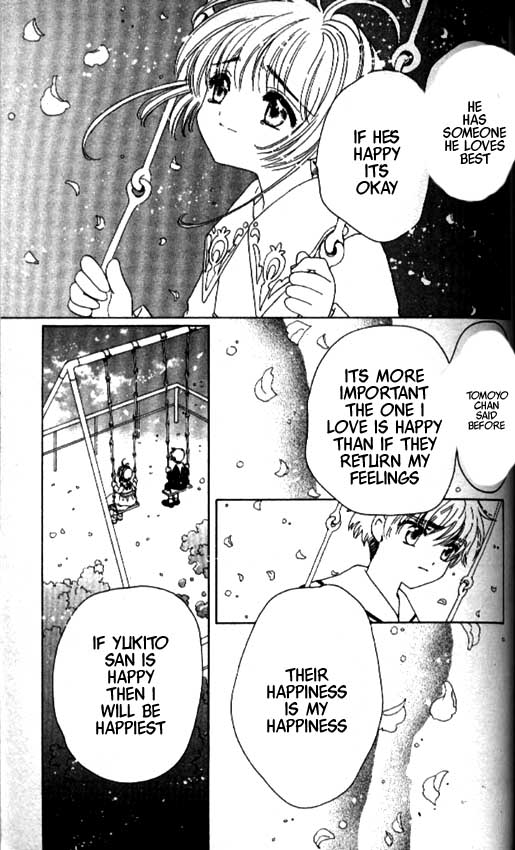 HE
HAS
SOMEONE
HE LOVES
BEST
IF HES
HAPPY
ITS
OKAY
TOMOYO
CHAN
SAID
BEFORE
ITS MORE
IMPORTANT
THE ONE I
LOVE IS HAPPY
THAN IF THEY
RETURN MY
FEELINGS
THEIR
HAPPINESS
IS MY
HAPPINESS
IF YUKITO
SAN IS
HAPPY
THEN I
WILL BE
HAPPIEST